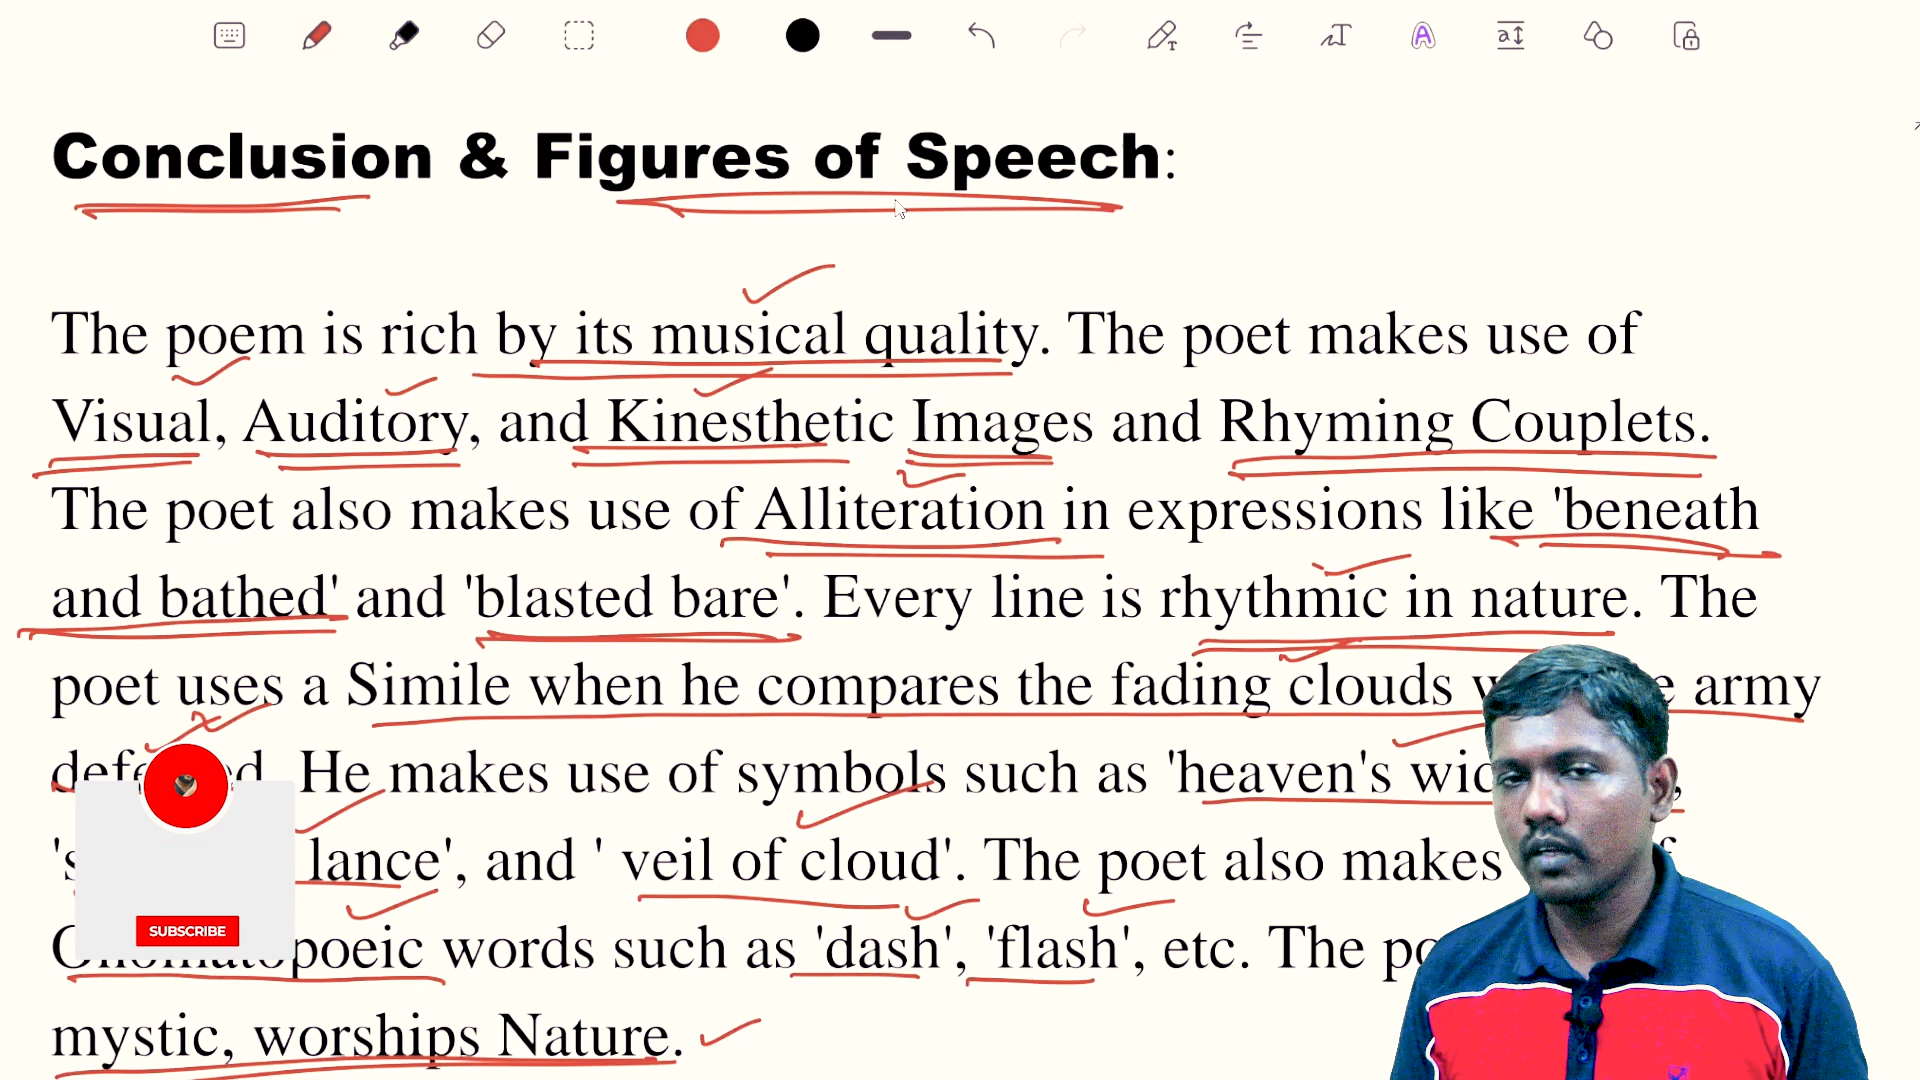 Conclusion & Figures of Speech:
The poem is rich by its musical quality. The poet makes use of
Visual, Auditory, and Kinesthetic Images and Rhyming Couplets.
The poet also makes use of Alliteration in expressions like 'beneath
and bathed' and 'blasted bare'. Every line is rhythmic in nature. The
poet uses a Simile when he compares the fading clouds army
He makes use of symbols such as 'heaven's
lance', and ' veil of cloud'. The poet also makes
Onomatopoeic words such as 'dash', 'flash', etc. The
mystic, worships Nature.
SUBSCRIBE